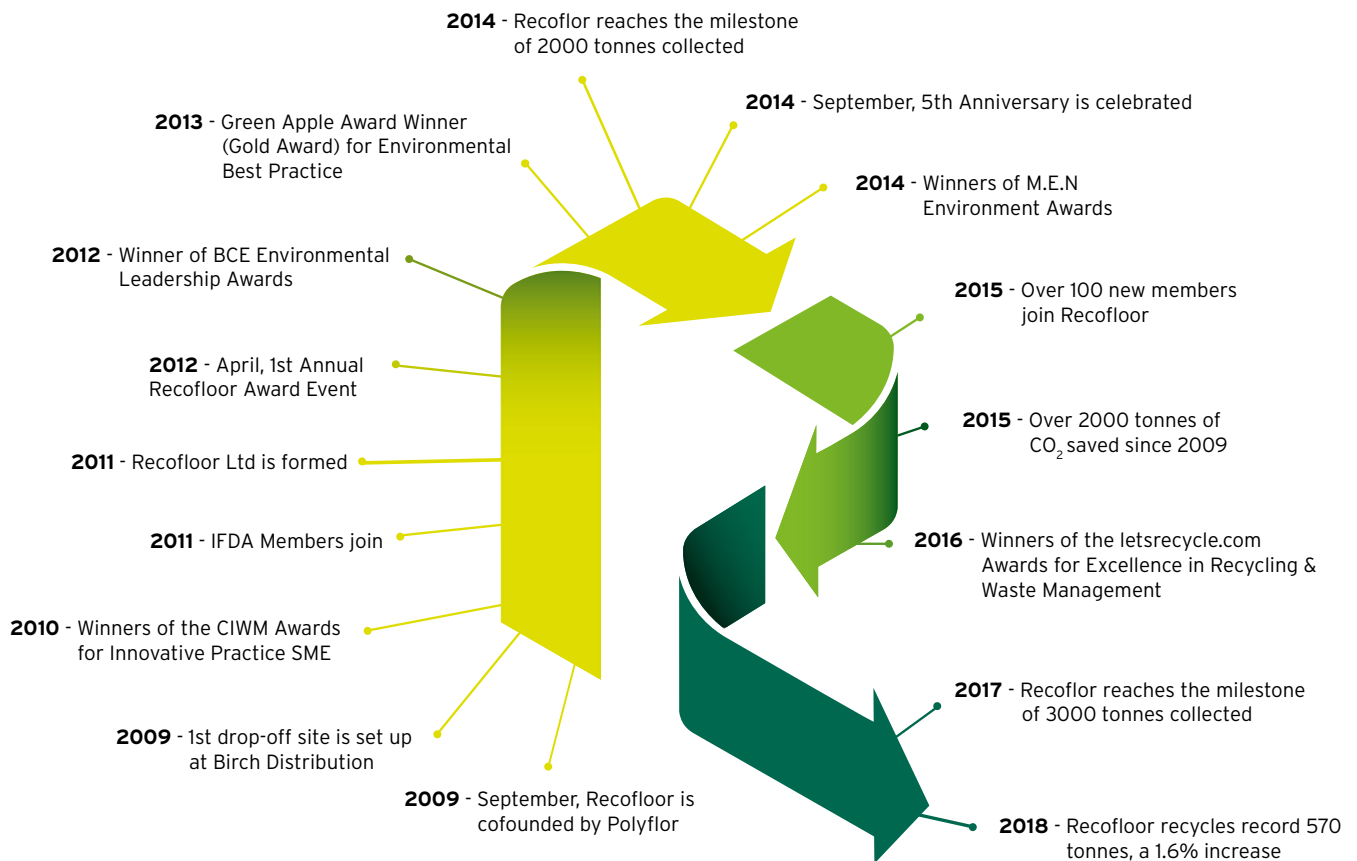 2014 - Recoflor reaches the milestone
of 2000 tonnes collected
2014 - September, 5th Anniversary is celebrated
2013 - Green Apple Award Winner
(Gold Award) for Environmental
Best Practice
2014 - Winners of M.E.N
Environment Awards
2012 - Winner of BCE Environmental
Leadership Awards
2015 - Over 100 new members
join Recofloor
2012 - April, 1st Annual
Recofloor Award Event
2015 - Over 2000 tonnes of
CO₂ saved since 2009
2011 - Recofloor Ltd is formed
2011 - IFDA Members join
2016 - Winners of the letsrecycle.com
Awards for Excellence in Recycling &
Waste Management
2010 - Winners of the CIWM Awards
for Innovative Practice SME
2017 - Recoflor reaches the milestone
of 3000 tonnes collected
2009 - 1st drop-off site is set up
at Birch Distribution
2009 - September, Recofloor is
cofounded by Polyflor
2018 - Recofloor recycles record 570
tonnes, a 1.6% increase